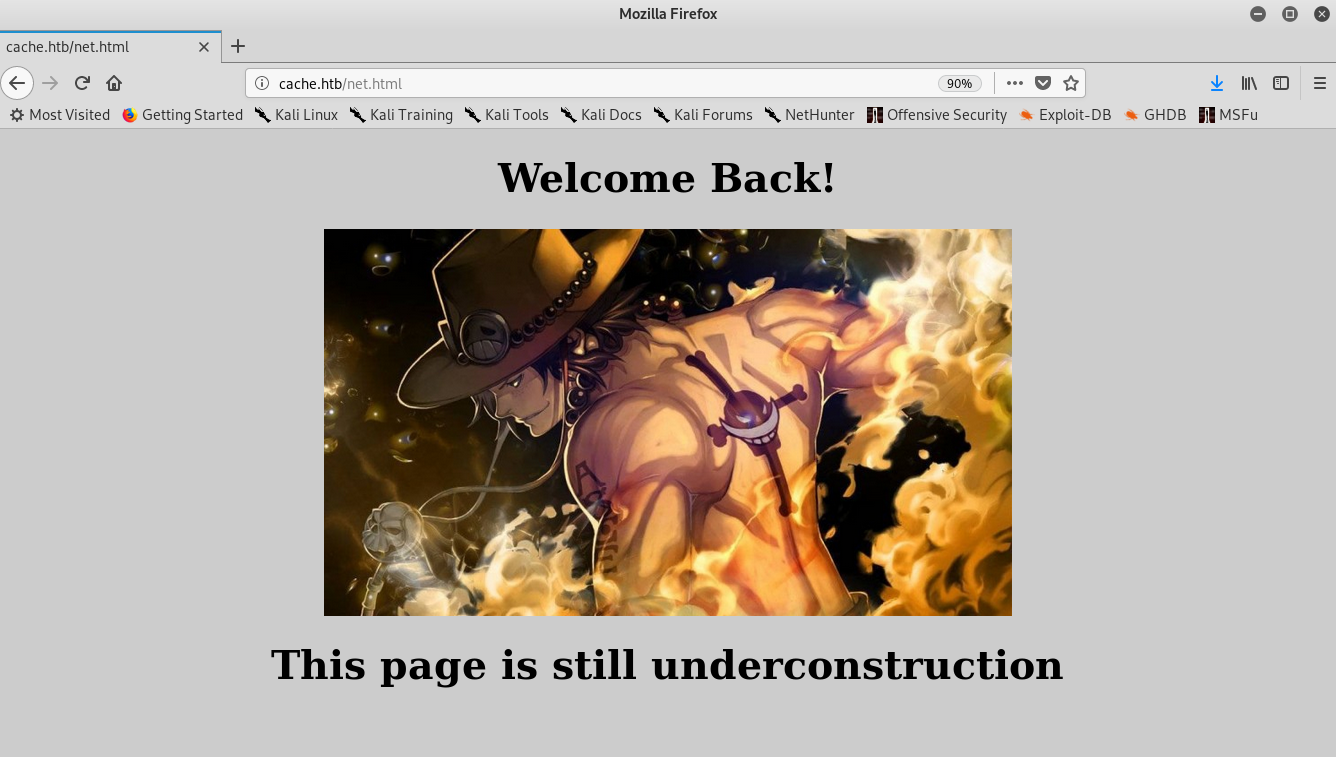 Mozilla Firefox
cache.htb/net.html
cache.htb/net.html 90%
Most Visited Getting Started Kali Linux Kali Training Kali Tools Kali Docs Kali Forums NetHunter Offensive Security Exploit-DB GHDB MSFu
Welcome Back!
A
This page is still underconstruction